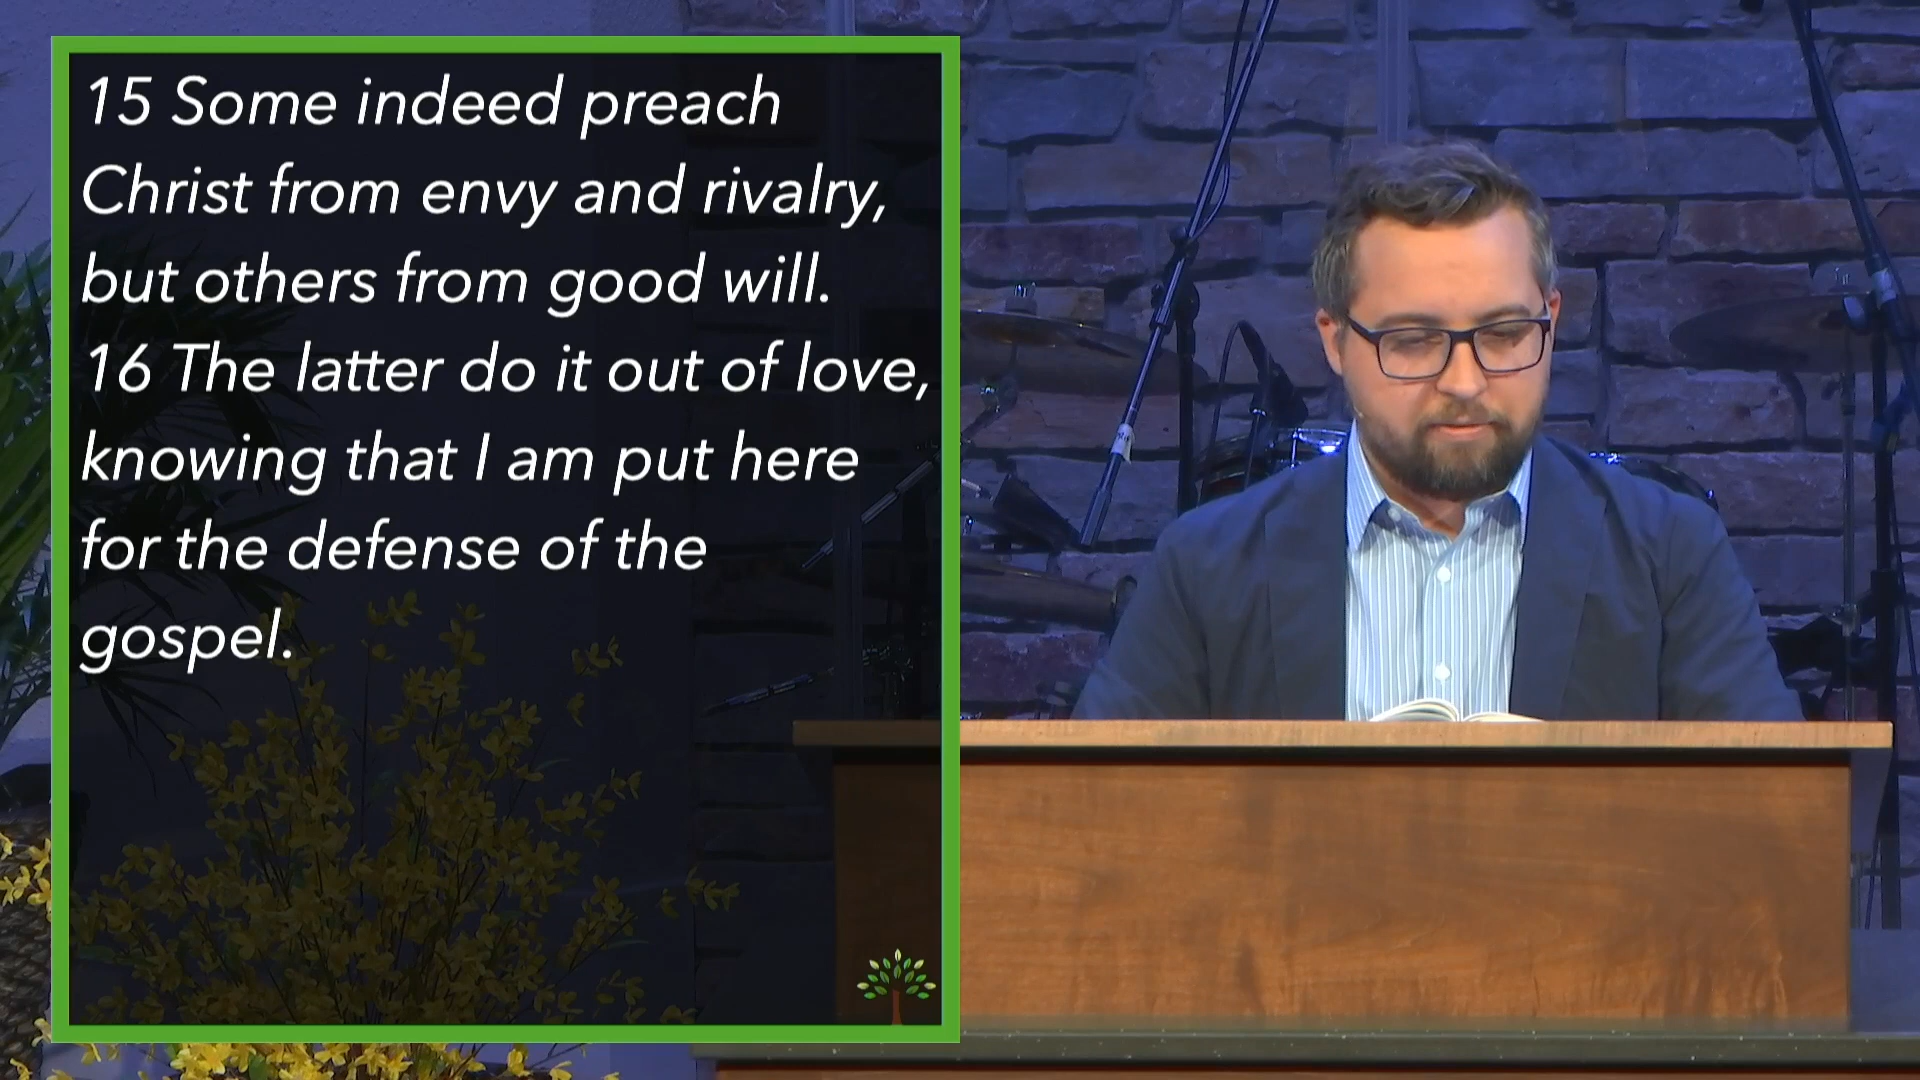 15 Some indeed preach
Christ from envy and rivalry,
but others from good will.
16 The latter do it out of love,
knowing that I am put here
for the defense of the
gospel.